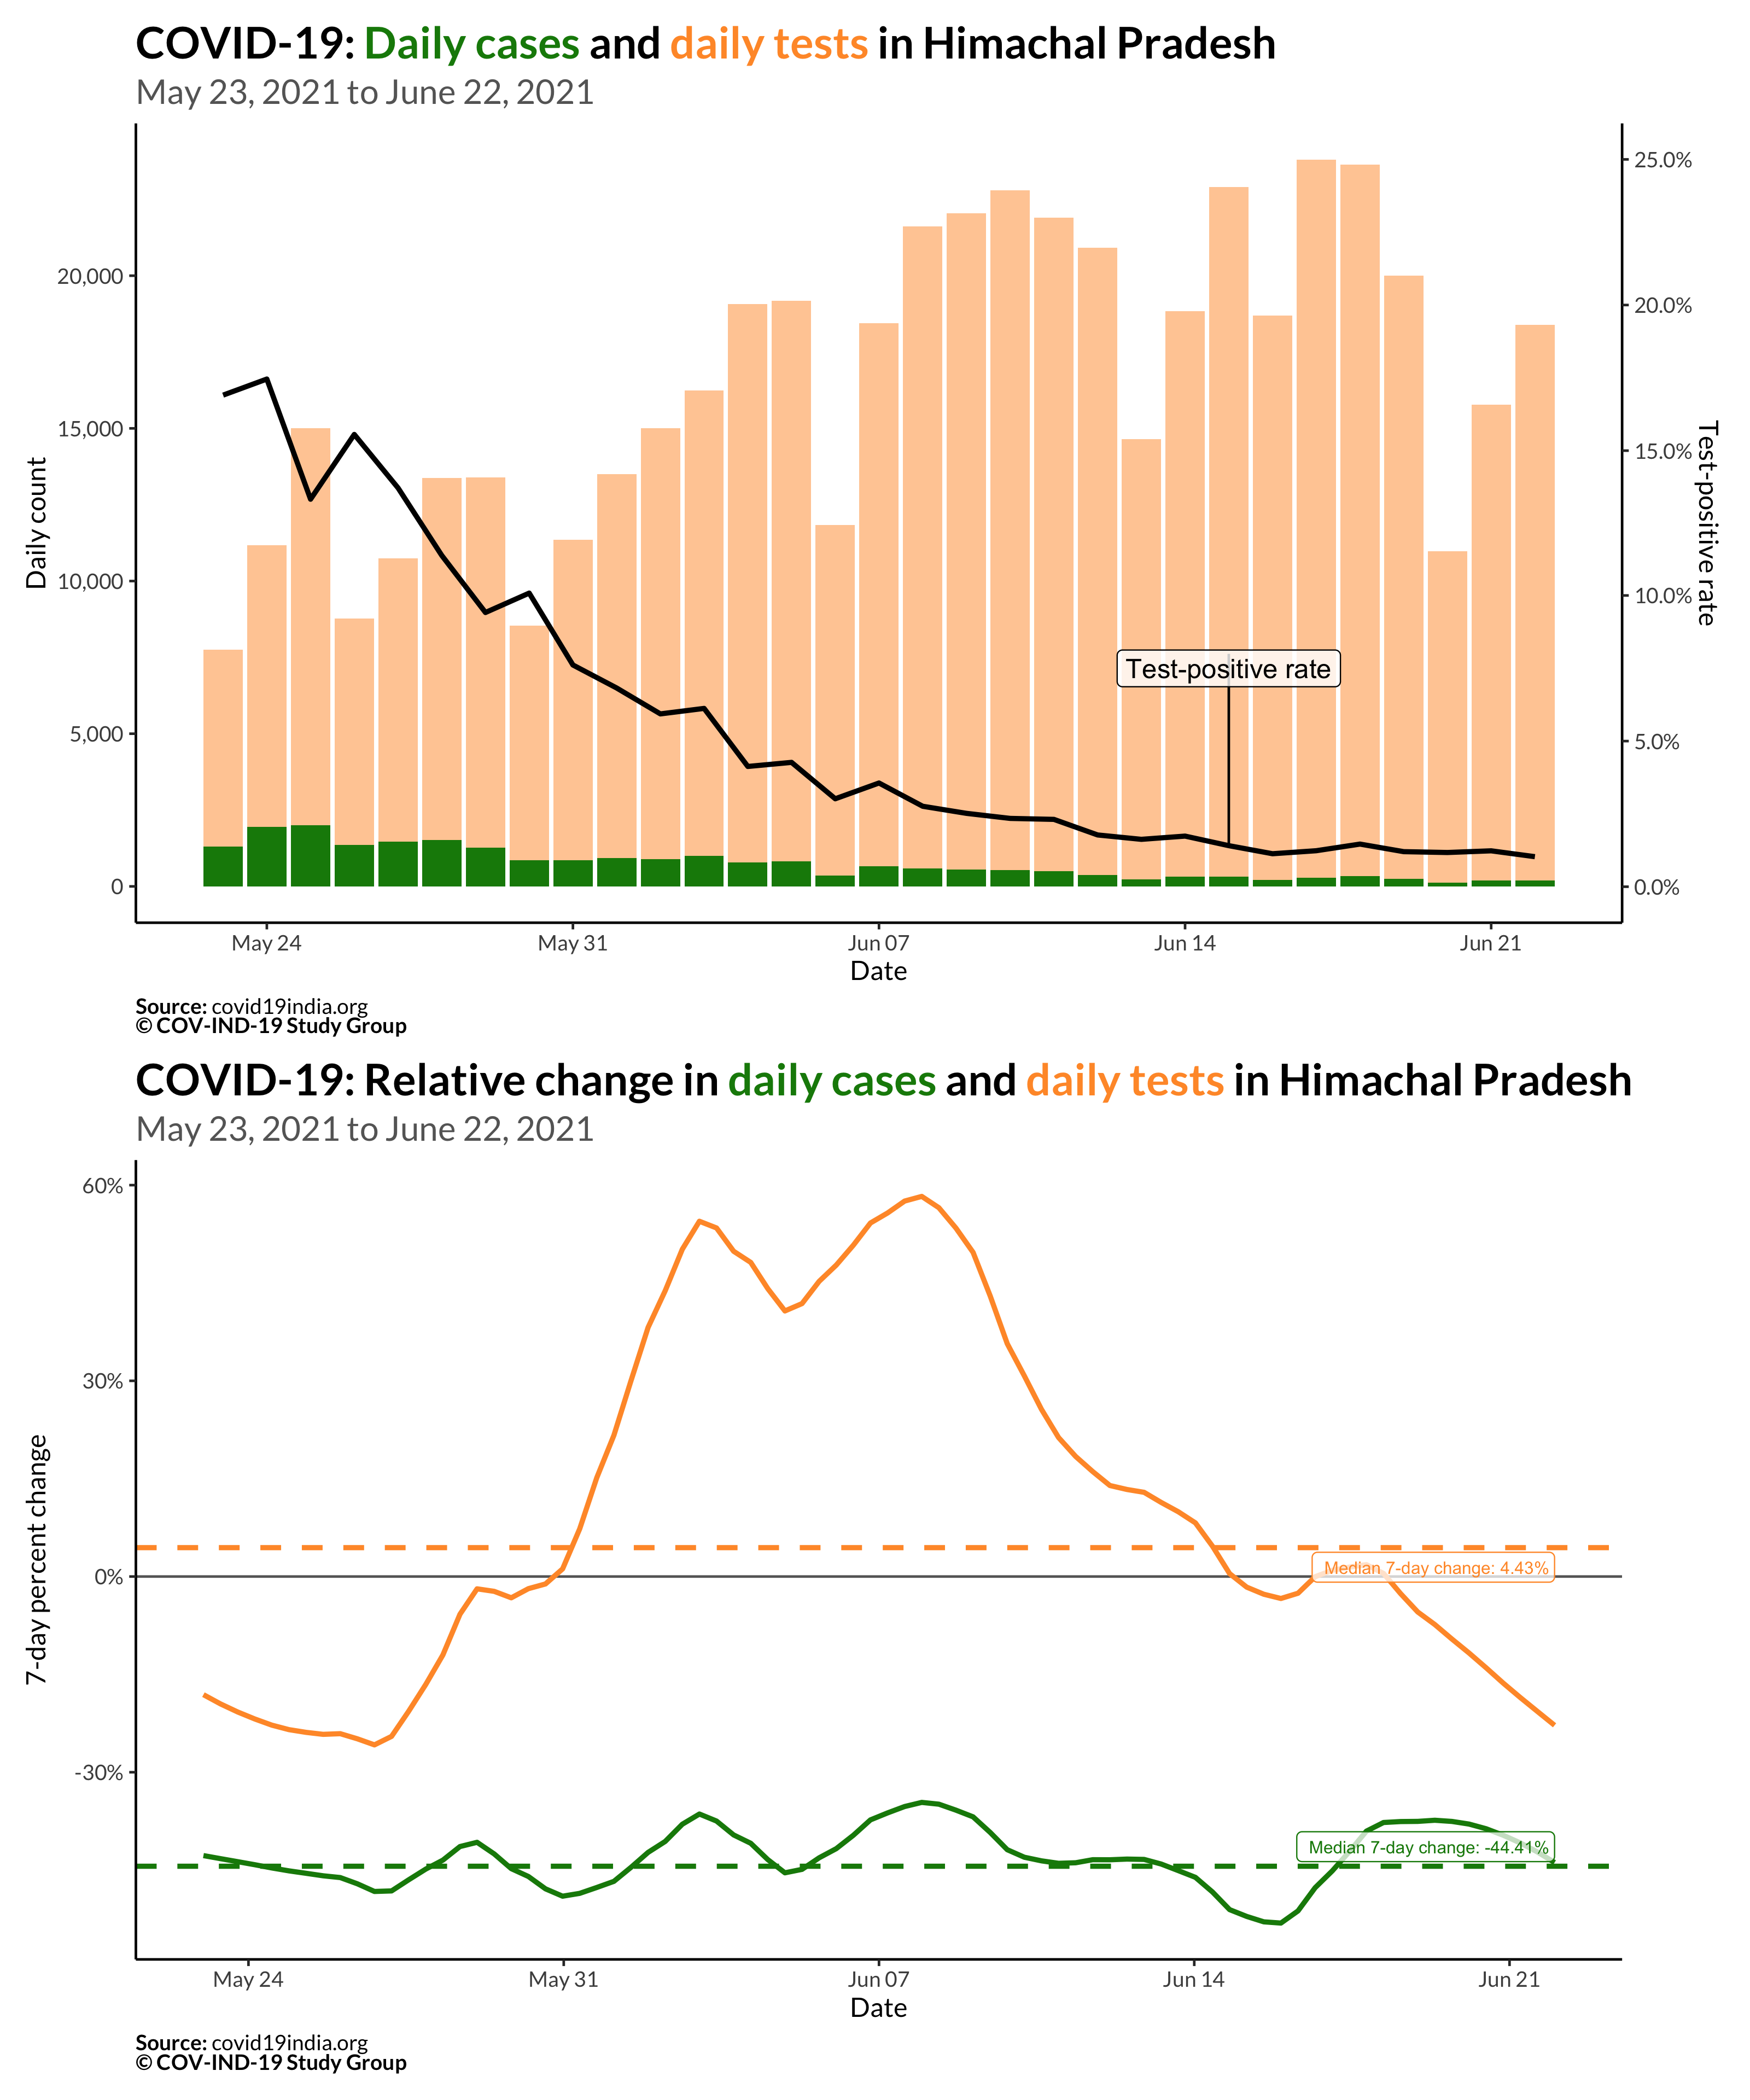 COVID-19: Daily cases and daily tests in Himachal Pradesh
May 23, 2021 to June 22, 2021
Daily count
20,000
15,000
10,000
5,000
0
25.0%
20.0%
15.0%
10.0%
5.0%
0.0%
Test-positive rate
Test-positive rate
May 24
May 31
Jun 07
Jun 14
Jun 21
Date
Source: covid19india.org
© COV-IND-19 Study Group
COVID-19: Relative change in daily cases and daily tests in Himachal Pradesh
May 23, 2021 to June 22, 2021
7-day percent change
60%
30%
0%
-30%
Median 7-day change: 4.43%
Median 7-day change: -44.41%
May 24
May 31
Jun 07
Jun 14
Jun 21
Date
Source: covid19india.org
© COV-IND-19 Study Group